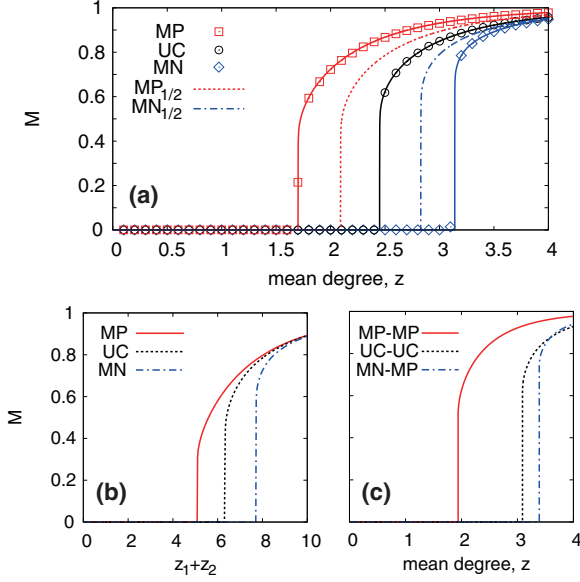 1
0.8
0.6
0.4
0.2
0
M
MP
UC
MN
MP1/2
MN1/2
(a)
0 0.5 1 1.5 2 2.5 3 3.5 4
mean degree, z
1
0.8
0.6
0.4
0.2
0
M
MP
UC
MN
(b)
0 2 4 6 8 10
z1+z2
MP-MP
UC-UC
MN-MP
(c)
0 1 2 3 4
mean degree, z